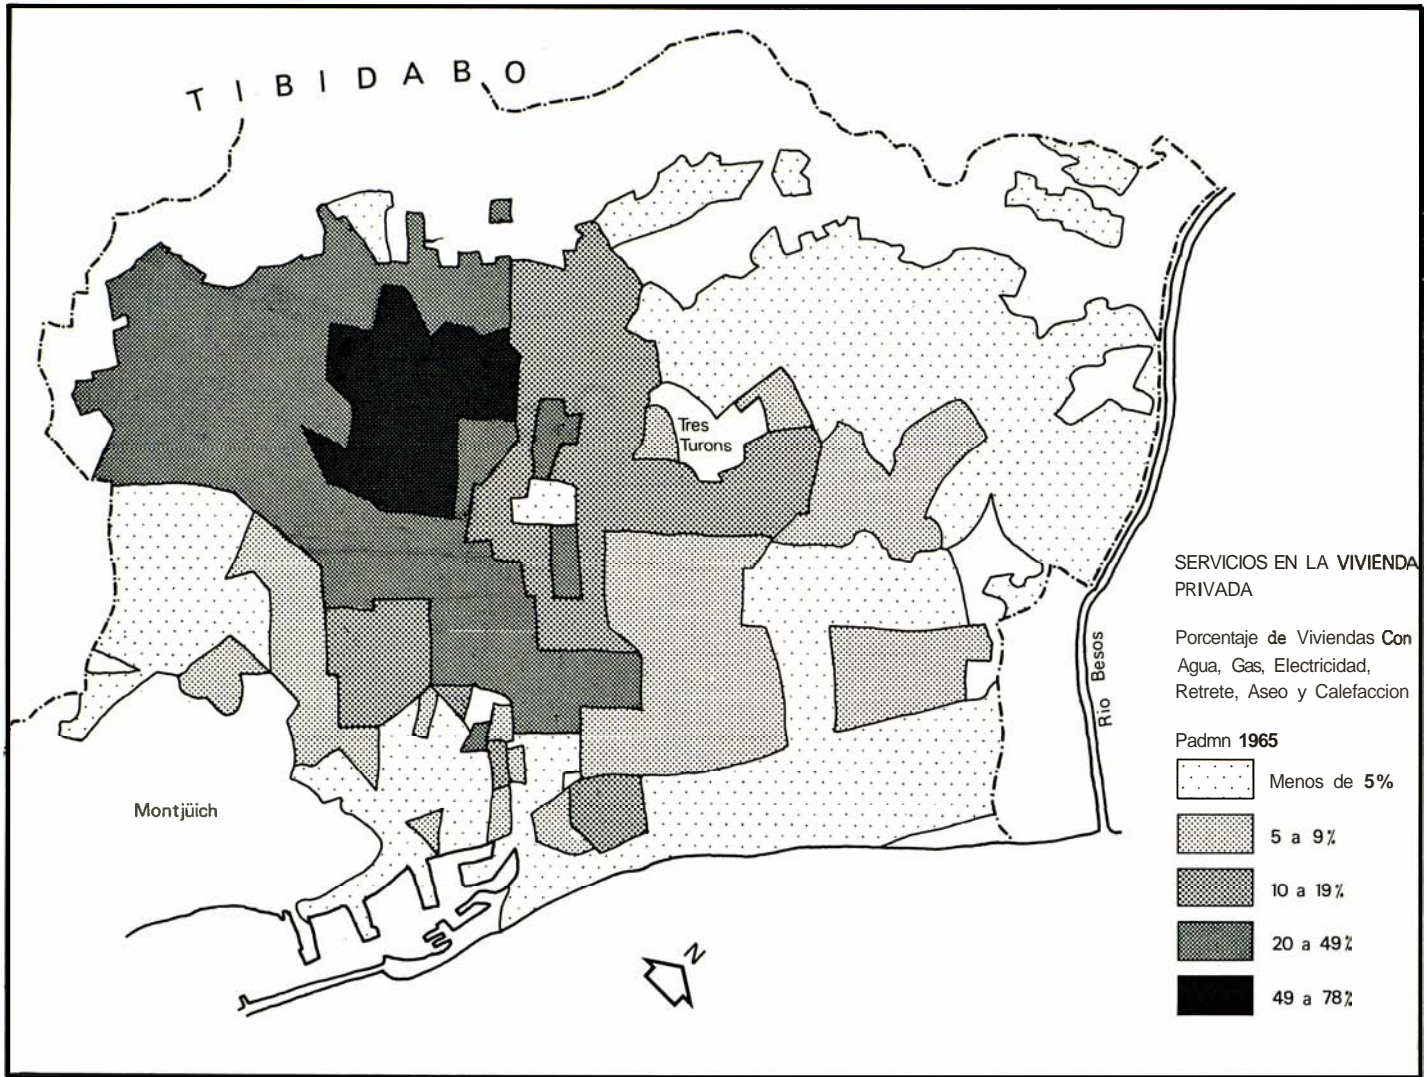 TIBIDABO
Tres
Turons
SERVICIOS EN LA VIVIENDA
PRIVADA
Porcentaje de Viviendas Con
Agua, Gas, Electricidad,
Retrete, Aseo y Calefaccion
Rio Besos
Padmn 1965
Menos de 5%
Montjüich
5 a 9%
10 a 19%
20 a 49%
49 a 78%
N